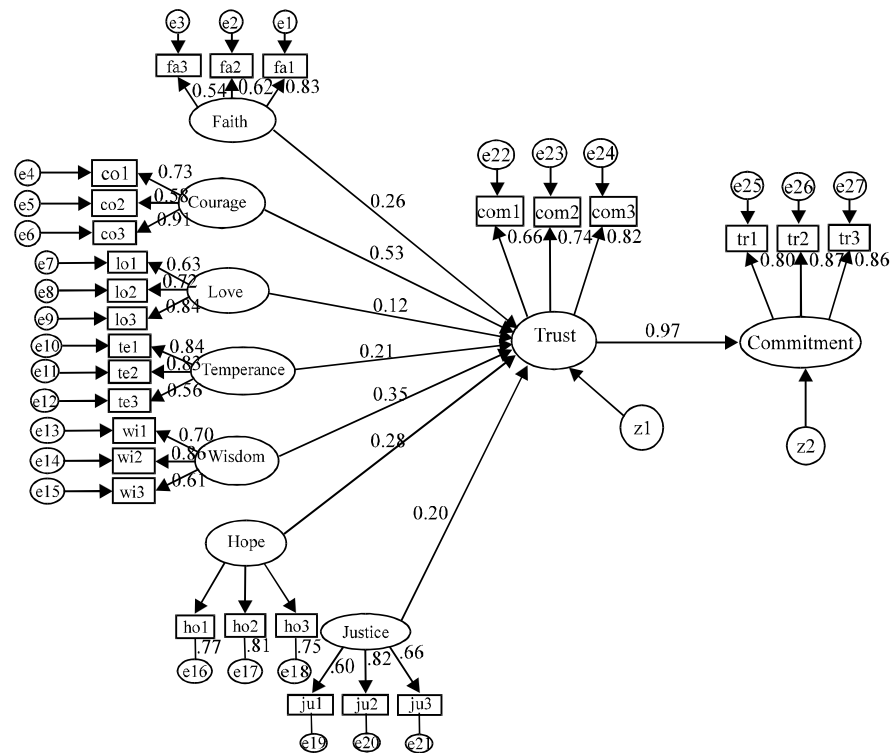 e3 e2 e1
fa3 fa2 fa1
0.54 0.62 0.83
Faith
e4 co1 0.73
e5 co2 0.58 Courage
e6 co3 0.91
e7 lo1 0.63
e8 lo2 0.72 Love
e9 lo3 0.84
e10 te1 0.84
e11 te2 0.83 Temperance
e12 te3 0.56
e13 wi1 0.70
e14 wi2 0.86 Wisdom
e15 wi3 0.61
Hope
ho1 ho2 ho3
.77 .81 .75
e16 e17 e18
Justice
.60 .82 .66
ju1 ju2 ju3
e19 e20 e21
0.26
0.53
0.12
0.21
0.35
0.28
0.20
e22 e23 e24
com1 com2 com3
0.66 0.74 0.82
Trust
z1
0.97
e25 e26 e27
tr1 tr2 tr3
0.80 0.87 0.86
Commitment
z2